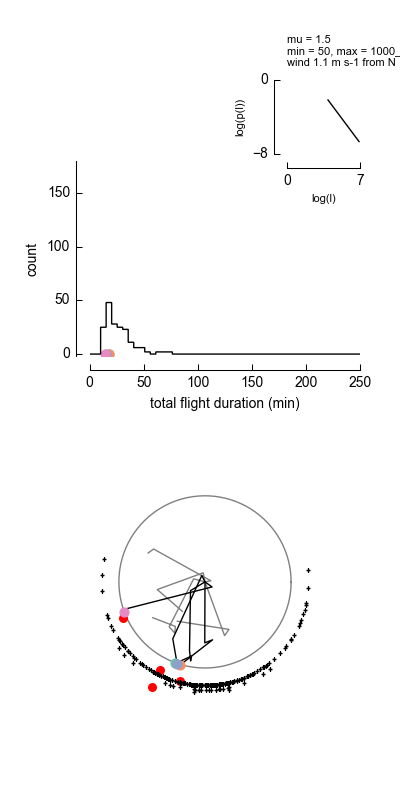 mu = 1.5
min = 50, max = 1000_
wind 1.1 m s-1 from N
0
log(p(l))
−8
0
7
log(l)
150
count
100
50
0
0
50
100
150
200
250
total flight duration (min)